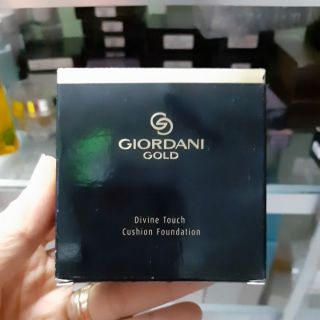 GIORDANI
GOLD
Divine Touch
Cushion Foundation